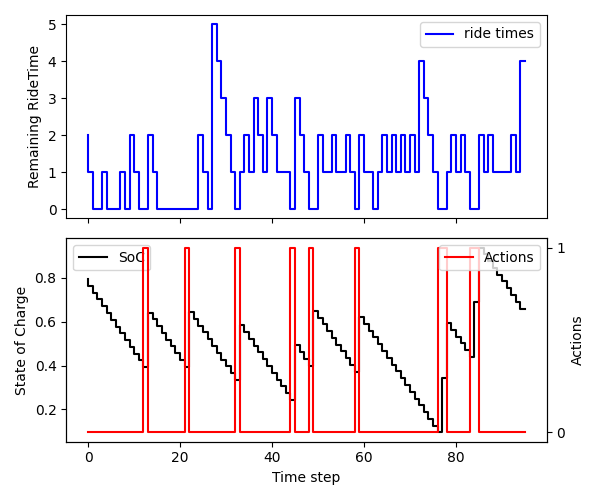 5
4
3
2
1
0
Remaining RideTime
ride times
0.8
0.6
0.4
0.2
State of Charge
SoC
Actions
1
0
Actions
0
20
40
60
80
Time step